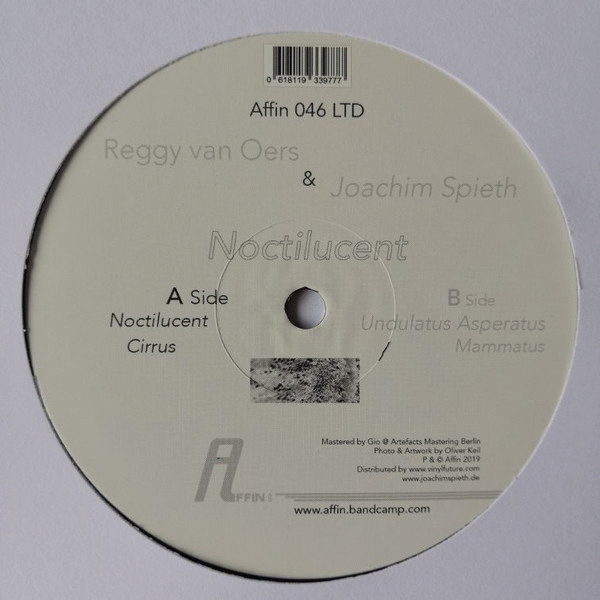 0 616119 339777
Affin 046 LTD
Reggy van Oers
&
Joachim Spieth
Noctilucent
A Side
Noctilucent
Cirrus
B Side
Undulatus Asperatus
Mammatus
Mastered by Gio @ Artefacts Mastering Berlin
Photo & Artwork by Oliver Keil
P & © Affin 2019
Distributed by www.vinylfuture.com
www.joachimspieth.de
AFFIN
www.affin.bandcamp.com